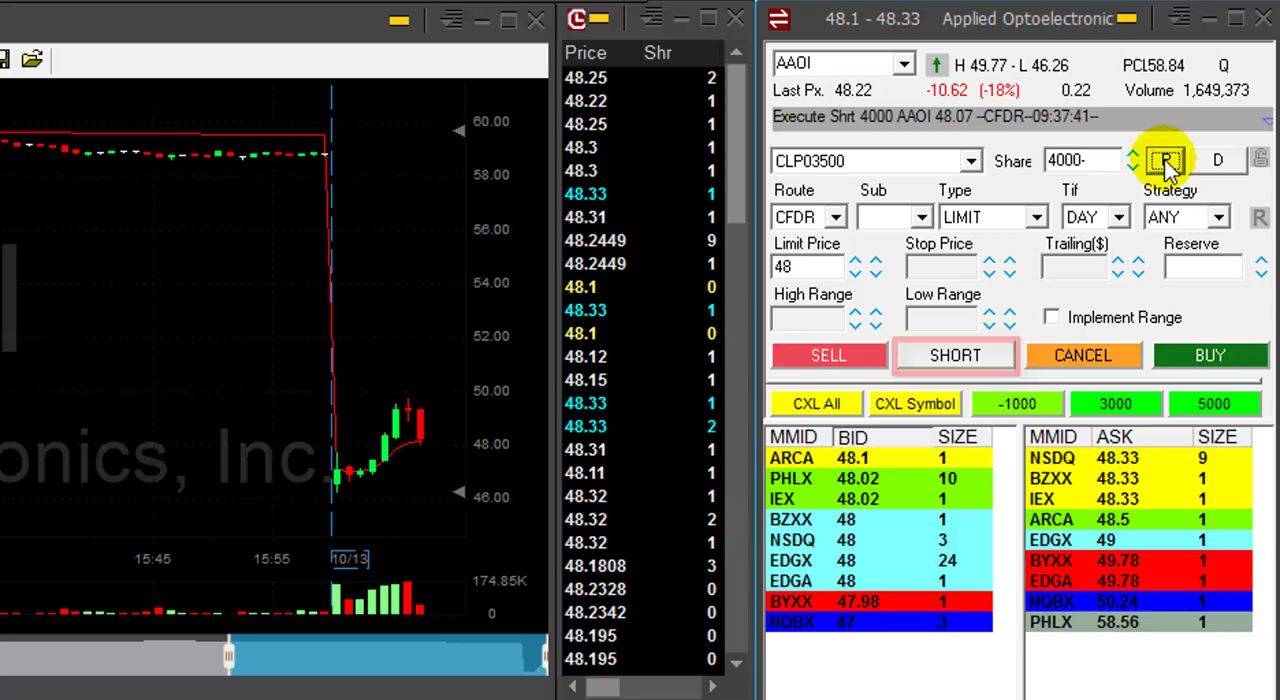 60.00
58.00
56.00
54.00
52.00
50.00
48.00
46.00
onics, Inc.
15:45
15:55
10/13
174.85K
0
Price Shr
48.25 2
48.22 1
48.25 1
48.3 1
48.3 1
48.33 1
48.31 1
48.2449 9
48.2449 1
48.1 0
48.33 1
48.1 0
48.12 1
48.15 1
48.33 1
48.33 2
48.31 1
48.11 1
48.32 1
48.32 2
48.32 1
48.1808 3
48.2328 0
48.2342 0
48.195 0
48.195 0
48.1 - 48.33 Applied Optoelectronic
AAOI H 49.77 - L 46.26 PCL58.84 Q
Last Px. 48.22 -10.62 (-18%) 0.22 Volume 1,649,373
Execute Shrt 4000 AAOI 48.07 --CFDR--09:37:41--
CLP03500 Share 4000- P D
Route Sub Type Tif Strategy
CFDR LIMIT DAY ANY R
Limit Price Stop Price Trailing($) Reserve
48
High Range Low Range
Implement Range
SELL SHORT CANCEL BUY
CXL All CXL Symbol -1000 3000 5000
MMID BID SIZE
ARCA 48.1 1
PHLX 48.02 10
IEX 48.02 1
BZXX 48 1
NSDQ 48 3
EDGX 48 24
EDGA 48 1
BYXX 47.98 1
NQBX 47 3
MMID ASK SIZE
NSDQ 48.33 9
BZXX 48.33 1
IEX 48.33 1
ARCA 48.5 1
EDGX 49 1
BYXX 49.78 1
EDGA 49.78 1
NQBX 50.24 1
PHLX 58.56 1